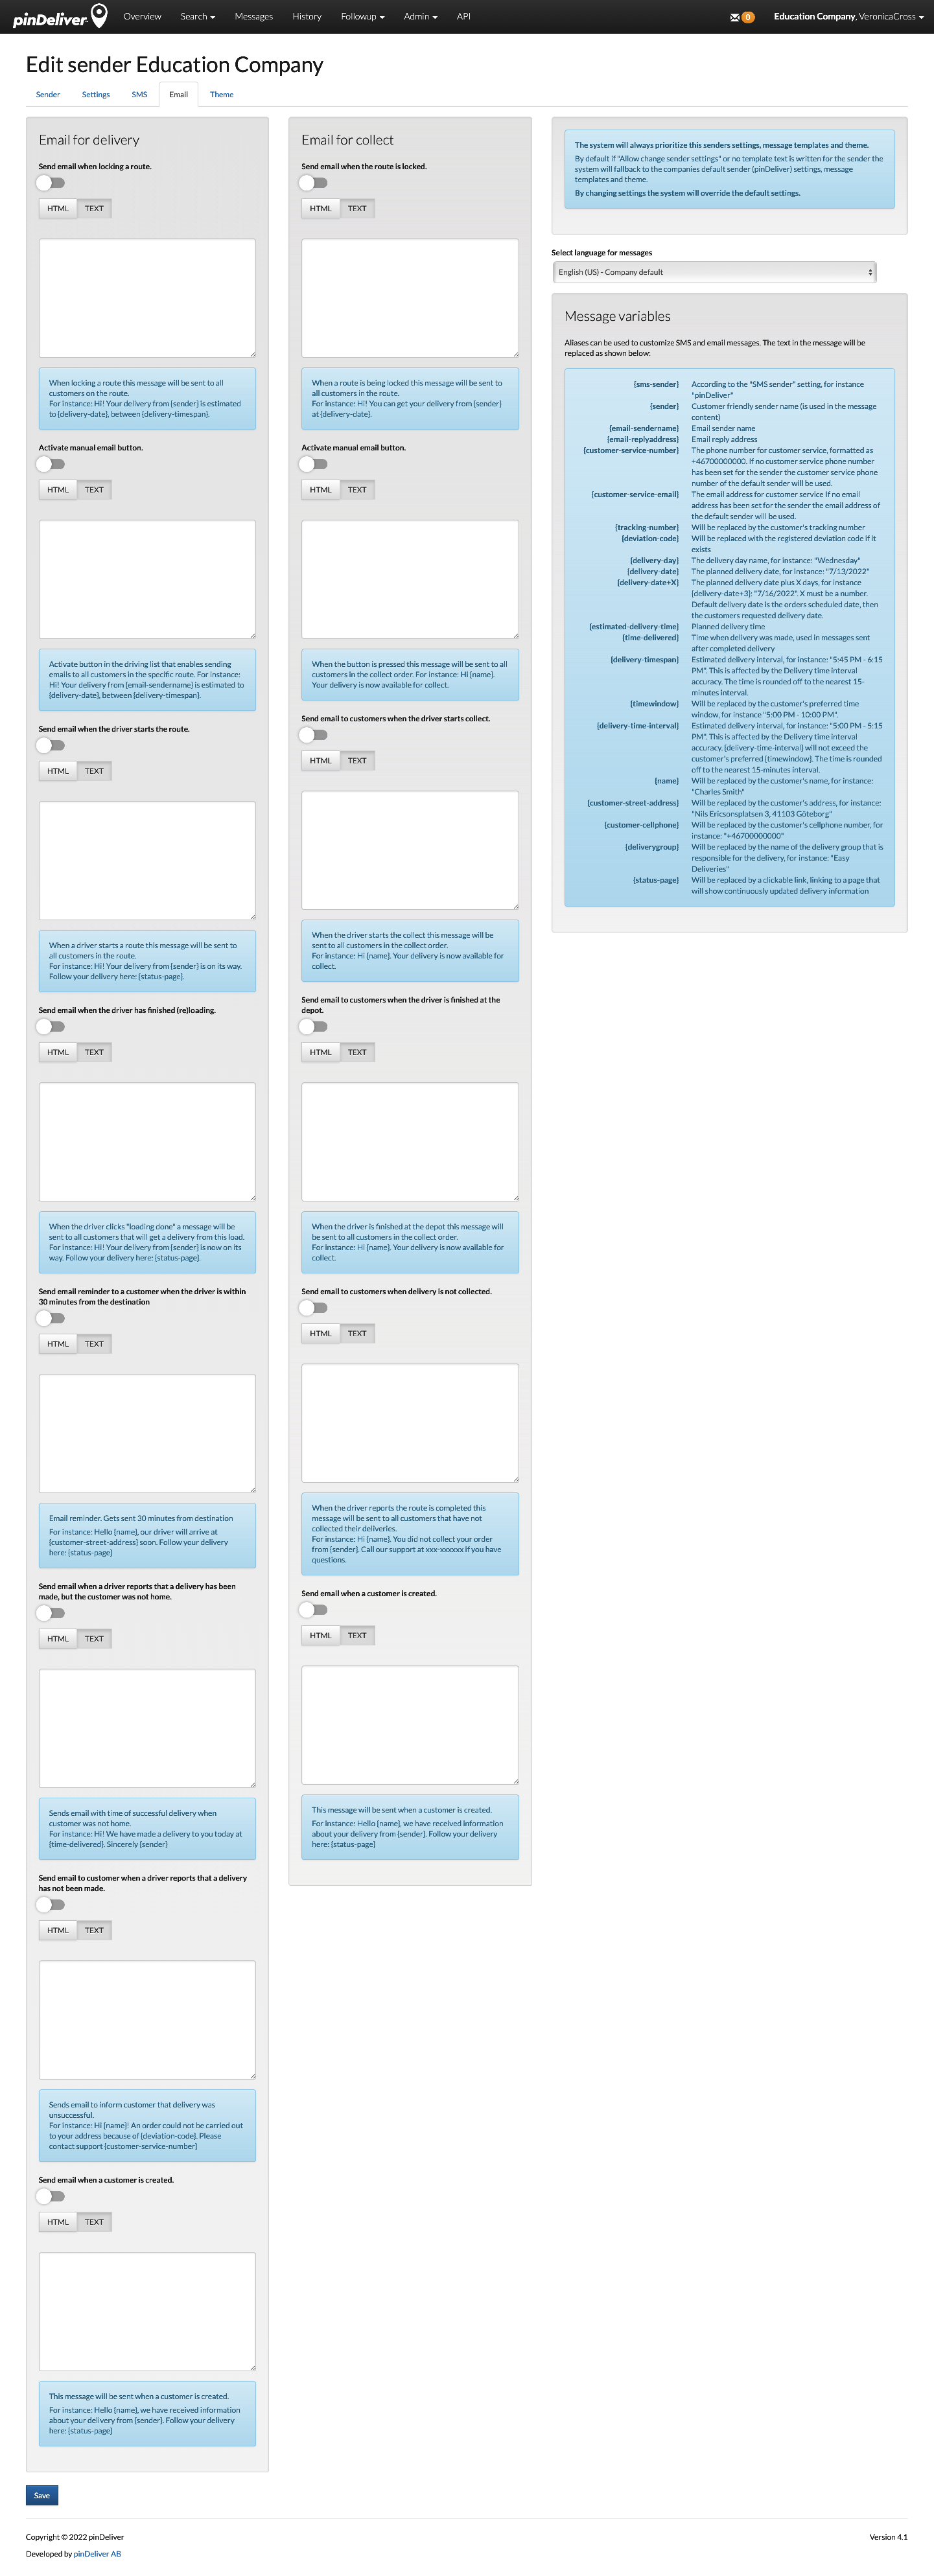 pinDeliver Overview Search Messages History Followup Admin API 0 Education Company, VeronicaCross
Edit sender Education Company
Sender Settings SMS Email Theme
Email for delivery
Send email when locking a route.
HTML TEXT
When locking a route this message will be sent to all
customers on the route.
For instance: Hi! Your delivery from {sender} is estimated
to {delivery-date}, between {delivery-timespan}.
Activate manual email button.
HTML TEXT
Activate button in the driving list that enables sending
emails to all customers in the specific route. For instance:
Hi! Your delivery from {email-sendername} is estimated to
{delivery-date}, between {delivery-timespan}.
Send email when the driver starts the route.
HTML TEXT
When a driver starts a route this message will be sent to
all customers in the route.
For instance: Hi! Your delivery from {sender} is on its way.
Follow your delivery here: {status-page}.
Send email when the driver has finished (re)loading.
HTML TEXT
When the driver clicks "loading done" a message will be
sent to all customers that will get a delivery from this load.
For instance: Hi! Your delivery from {sender} is now on its
way. Follow your delivery here: {status-page}.
Send email reminder to a customer when the driver is within
30 minutes from the destination
HTML TEXT
Email reminder. Gets sent 30 minutes from destination
For instance: Hello {name}, our driver will arrive at
{customer-street-address} soon. Follow your delivery
here: {status-page}
Send email when a driver reports that a delivery has been
made, but the customer was not home.
HTML TEXT
Sends email with time of successful delivery when
customer was not home.
For instance: Hi! We have made a delivery to you today at
{time-delivered}. Sincerely {sender}
Send email to customer when a driver reports that a delivery
has not been made.
HTML TEXT
Sends email to inform customer that delivery was
unsuccessful.
For instance: Hi {name}! An order could not be carried out
to your address because of {deviation-code}. Please
contact support {customer-service-number}
Send email when a customer is created.
HTML TEXT
This message will be sent when a customer is created.
For instance: Hello {name}, we have received information
about your delivery from {sender}. Follow your delivery
here: {status-page}
Email for collect
Send email when the route is locked.
HTML TEXT
When a route is being locked this message will be sent to
all customers in the route.
For instance: Hi! You can get your delivery from {sender}
at {delivery-date}.
Activate manual email button.
HTML TEXT
When the button is pressed this message will be sent to all
customers in the collect order. For instance: Hi {name}.
Your delivery is now available for collect.
Send email to customers when the driver starts collect.
HTML TEXT
When the driver starts the collect this message will be
sent to all customers in the collect order.
For instance: Hi {name}. Your delivery is now available for
collect.
Send email to customers when the driver is finished at the
depot.
HTML TEXT
When the driver is finished at the depot this message will
be sent to all customers in the collect order.
For instance: Hi {name}. Your delivery is now available for
collect.
Send email to customers when delivery is not collected.
HTML TEXT
When the driver reports the route is completed this
message will be sent to all customers that have not
collected their deliveries.
For instance: Hi {name}. You did not collect your order
from {sender}. Call our support at xxx-xxxxxx if you have
questions.
Send email when a customer is created.
HTML TEXT
This message will be sent when a customer is created.
For instance: Hello {name}, we have received information
about your delivery from {sender}. Follow your delivery
here: {status-page}
The system will always prioritize this senders settings, message templates and theme.
By default if "Allow change sender settings" or no template text is written for the sender the
system will fallback to the companies default sender (pinDeliver) settings, message
templates and theme.
By changing settings the system will override the default settings.
Select language for messages
English (US) - Company default
Message variables
Aliases can be used to customize SMS and email messages. The text in the message will be
replaced as shown below:
{sms-sender} According to the "SMS sender" setting, for instance
"pinDeliver"
{sender} Customer friendly sender name (is used in the message
content)
{email-sendername} Email sender name
{email-replyaddress} Email reply address
{customer-service-number} The phone number for customer service, formatted as
+46700000000. If no customer service phone number
has been set for the sender the customer service phone
number of the default sender will be used.
{customer-service-email} The email address for customer service If no email
address has been set for the sender the email address of
the default sender will be used.
{tracking-number} Will be replaced by the customer's tracking number
{deviation-code} Will be replaced with the registered deviation code if it
exists
{delivery-day} The delivery day name, for instance: "Wednesday"
{delivery-date} The planned delivery date, for instance: "7/13/2022"
{delivery-date+X} The planned delivery date plus X days, for instance
{delivery-date+3}: "7/16/2022". X must be a number.
Default delivery date is the orders scheduled date, then
the customers requested delivery date.
{estimated-delivery-time} Planned delivery time
{time-delivered} Time when delivery was made, used in messages sent
after completed delivery
{delivery-timespan} Estimated delivery interval, for instance: "5:45 PM - 6:15
PM". This is affected by the Delivery time interval
accuracy. The time is rounded off to the nearest 15-
minutes interval.
{timewindow} Will be replaced by the customer's preferred time
window, for instance "5:00 PM - 10:00 PM".
{delivery-time-interval} Estimated delivery interval, for instance: "5:00 PM - 5:15
PM". This is affected by the Delivery time interval
accuracy. {delivery-time-interval} will not exceed the
customer's preferred {timewindow}. The time is rounded
off to the nearest 15-minutes interval.
{name} Will be replaced by the customer's name, for instance:
"Charles Smith"
{customer-street-address} Will be replaced by the customer's address, for instance:
"Nils Ericsonsplatsen 3, 41103 Göteborg"
{customer-cellphone} Will be replaced by the customer's cellphone number, for
instance: "+46700000000"
{deliverygroup} Will be replaced by the name of the delivery group that is
responsible for the delivery, for instance: "Easy
Deliveries"
{status-page} Will be replaced by a clickable link, linking to a page that
will show continuously updated delivery information
Save
Copyright © 2022 pinDeliver Version 4.1
Developed by pinDeliver AB